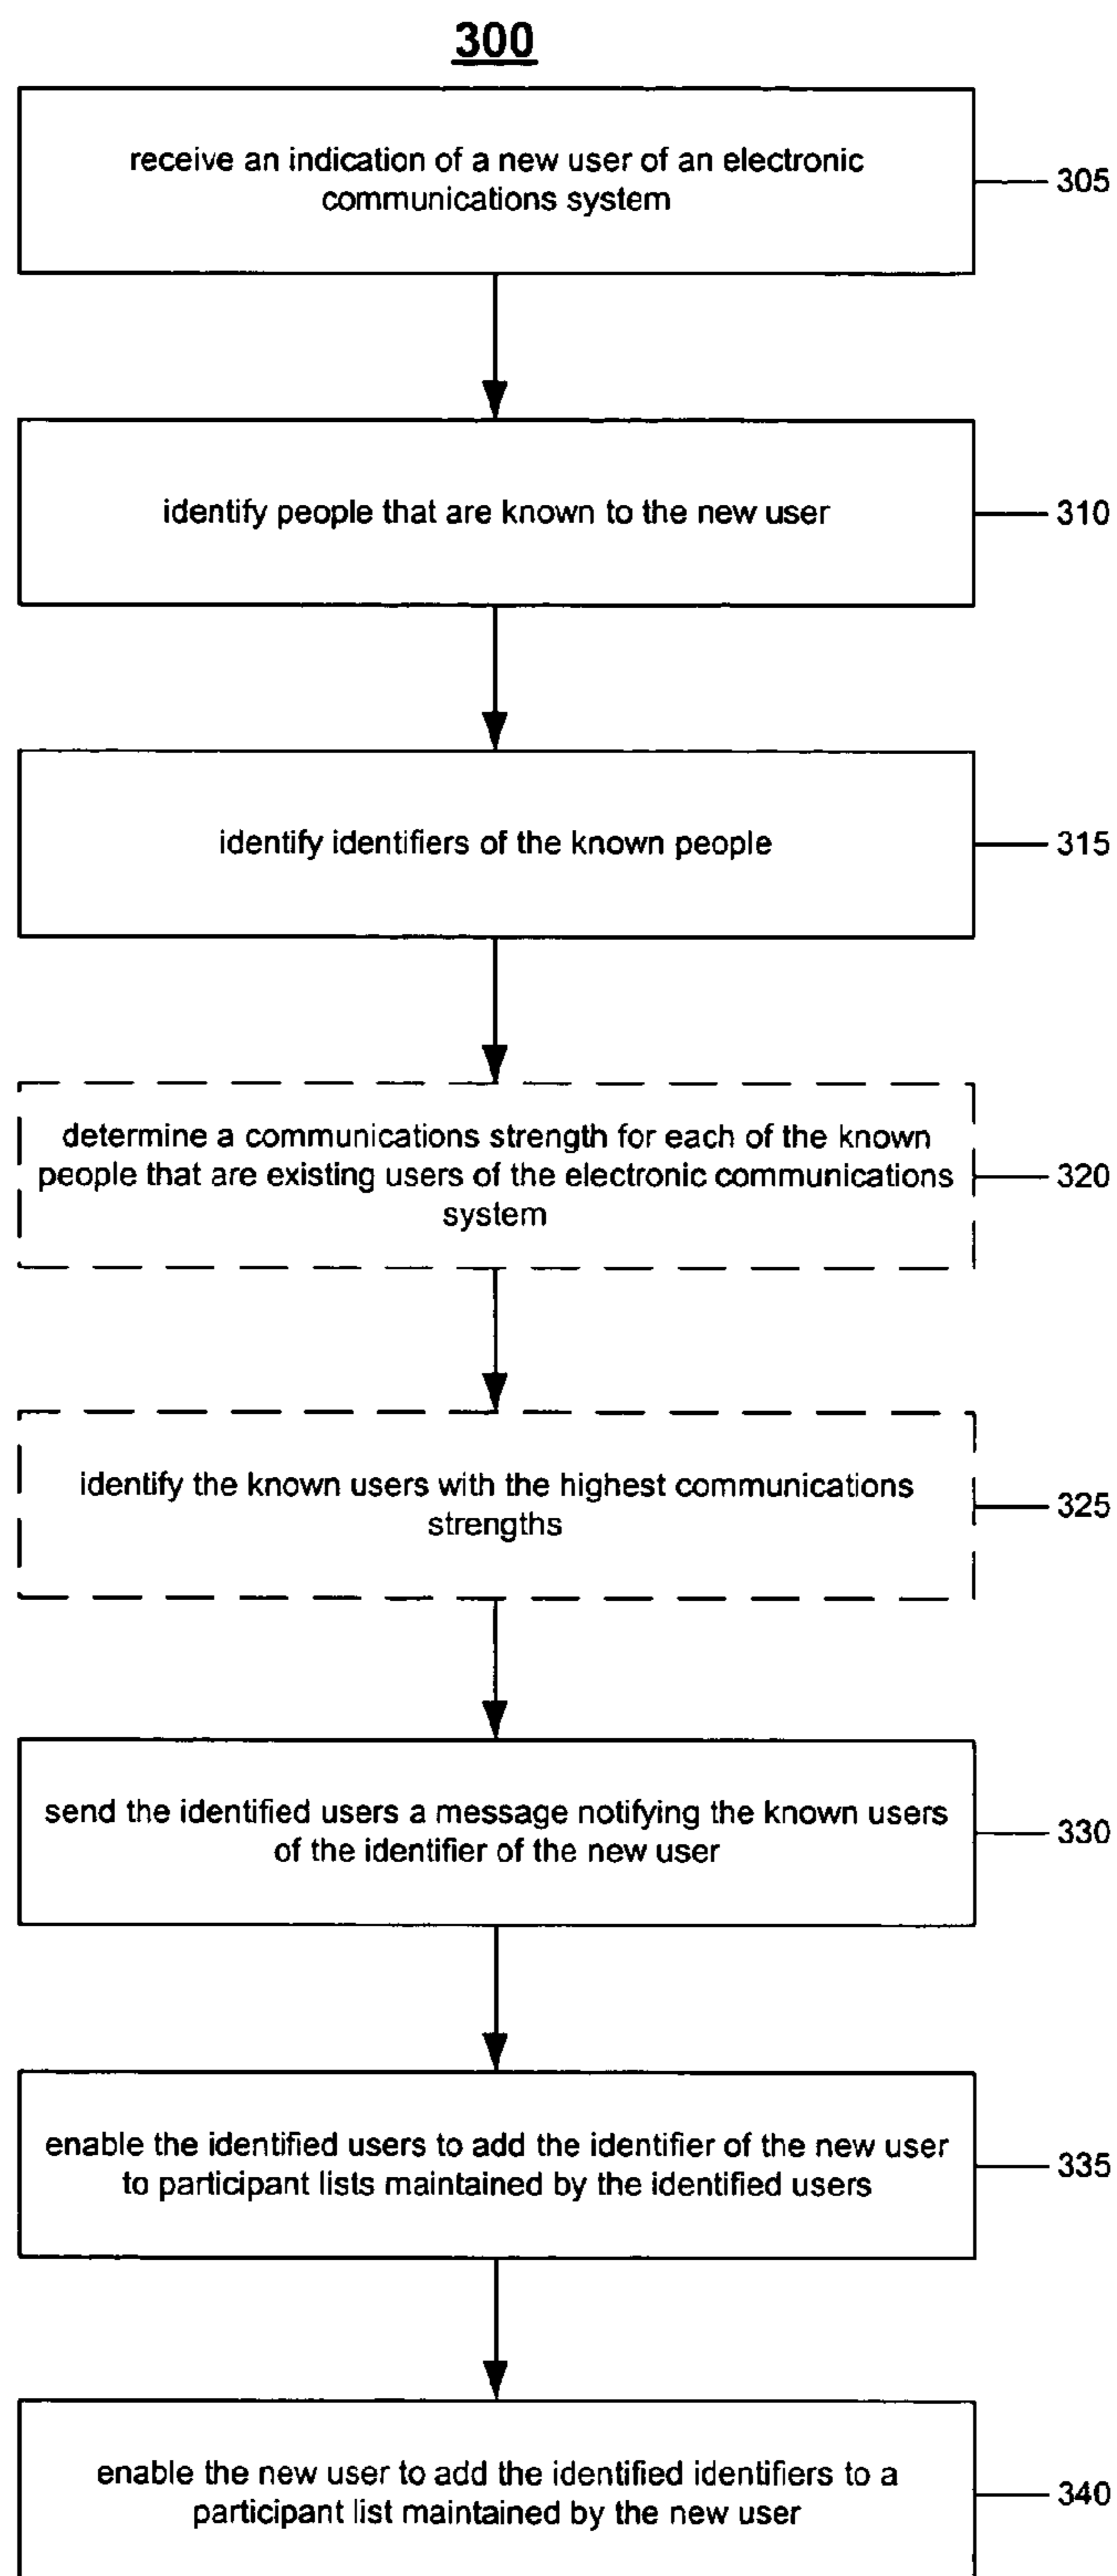 300
receive an indication of a new user of an electronic
communications system
305
identify people that are known to the new user
310
identify identifiers of the known people
315
determine a communications strength for each of the known
people that are existing users of the electronic communications
system
320
identify the known users with the highest communications
strengths
325
send the identified users a message notifying the known users
of the identifier of the new user
330
enable the identified users to add the identifier of the new user
to participant lists maintained by the identified users
335
enable the new user to add the identified identifiers to a
participant list maintained by the new user
340